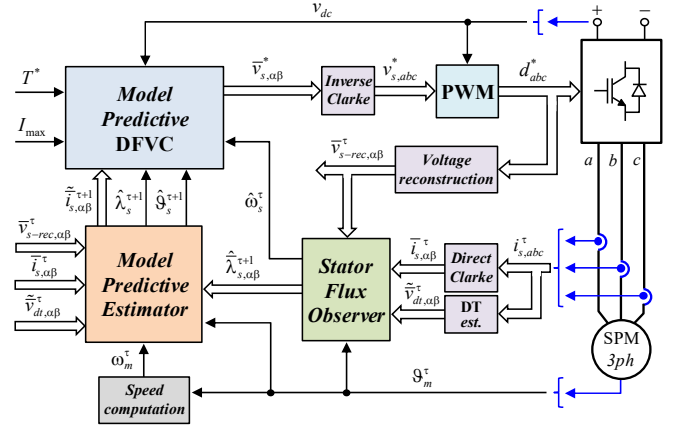 v_dc
+ −
T*
I_max
Model
Predictive
DFVC
v̅*_s,αβ
Inverse
Clarke
v*_s,abc
PWM
d*_abc
a b c
v̅^τ_s−rec,αβ
Voltage
reconstruction
ĩ̅^τ+1_s,αβ
λ̂^τ+1_s
ϑ̂^τ+1_s
ω̂^τ_s
v̅^τ_s−rec,αβ
i̅^τ_s,αβ
ṽ̅^τ_dt,αβ
Model
Predictive
Estimator
λ̅̂^τ+1_s,αβ
Stator
Flux
Observer
i̅^τ_s,αβ
Direct
Clarke
i^τ_s,abc
ṽ̅^τ_dt,αβ
DT
est.
SPM
3ph
ω^τ_m
Speed
computation
ϑ^τ_m